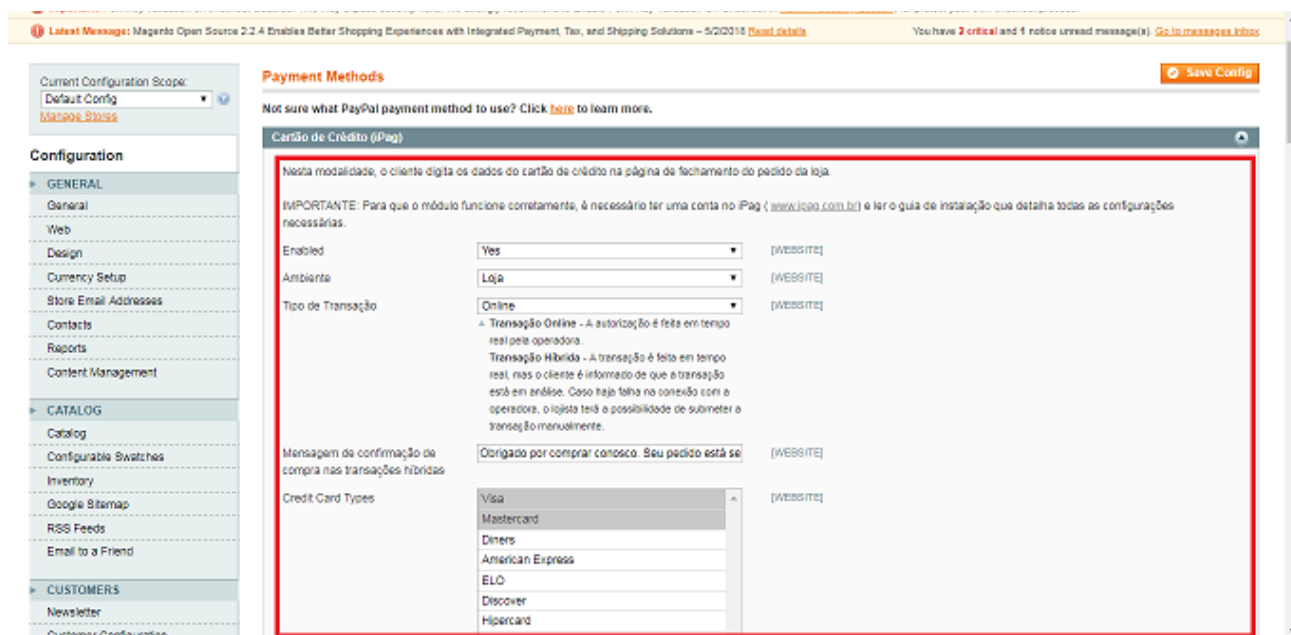 Latest Message: Magento Open Source 2.2.4 Enables Better Shopping Experiences with Integrated Payment, Tax, and Shipping Solutions – 5/2/2018 Read details You have 2 critical and 1 notice unread message(s). Go to messages inbox
Current Configuration Scope:
Default Config
Manage Stores
Payment Methods
Save Config
Not sure what PayPal payment method to use? Click here to learn more.
Cartão de Crédito (iPag)
Configuration
GENERAL
General
Web
Design
Currency Setup
Store Email Addresses
Contacts
Reports
Content Management
CATALOG
Catalog
Configurable Swatches
Inventory
Google Sitemap
RSS Feeds
Email to a Friend
CUSTOMERS
Newsletter
Customer Configuration
Nesta modalidade, o cliente digita os dados do cartão de crédito na página de fechamento do pedido da loja.
IMPORTANTE: Para que o módulo funcione corretamente, é necessário ter uma conta no iPag ( www.ipag.com.br) e ler o guia de instalação que detalha todas as configurações
necessárias.
Enabled Yes [WEBSITE]
Ambiente Loja [WEBSITE]
Tipo de Transação Online [WEBSITE]
Transação Online - A autorização é feita em tempo
real pela operadora.
Transação Híbrida - A transação é feita em tempo
real, mas o cliente é informado de que a transação
está em análise. Caso haja falha na conexão com a
operadora, o lojista terá a possibilidade de submeter a
transação manualmente.
Mensagem de confirmação de
compra nas transações híbridas
Obrigado por comprar conosco. Seu pedido está se [WEBSITE]
Credit Card Types [WEBSITE]
Visa
Mastercard
Diners
American Express
ELO
Discover
Hipercard